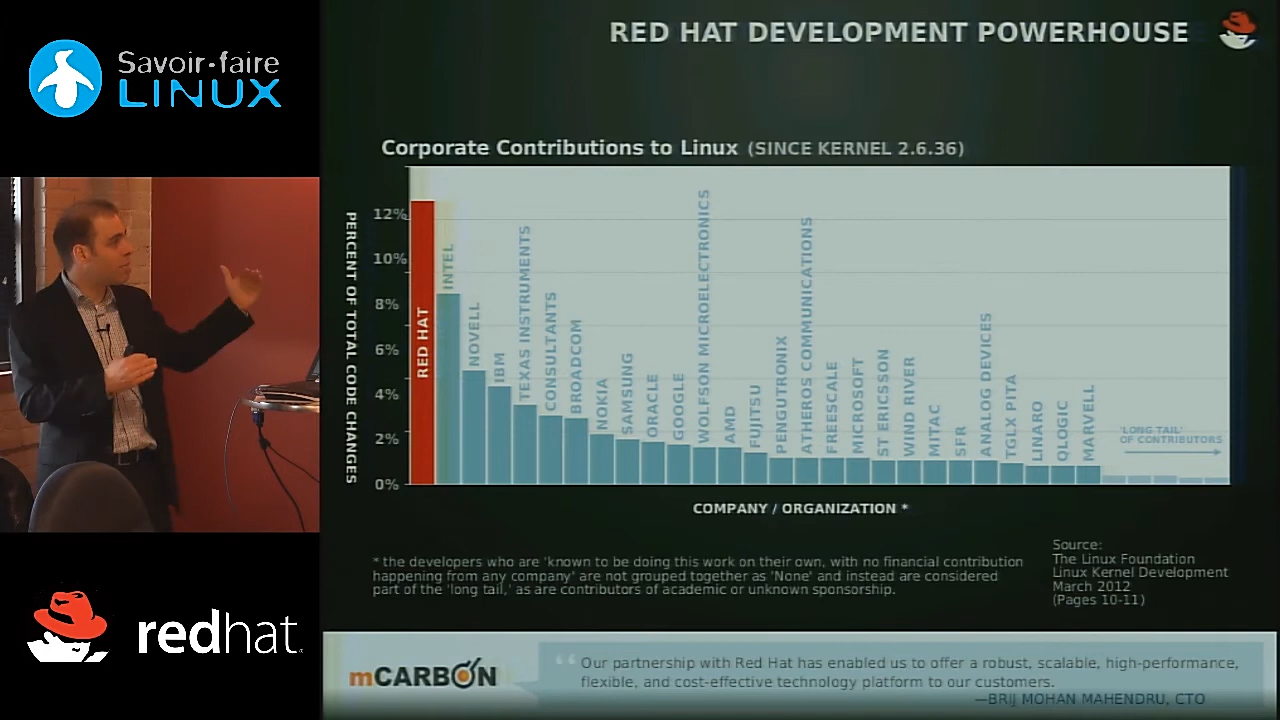 Savoir-faire
LINUX
redhat.
RED HAT DEVELOPMENT POWERHOUSE
Corporate Contributions to Linux (SINCE KERNEL 2.6.36)
PERCENT OF TOTAL CODE CHANGES
12%
10%
8%
6%
4%
2%
0%
RED HAT
INTEL
NOVELL
IBM
TEXAS INSTRUMENTS
CONSULTANTS
BROADCOM
NOKIA
SAMSUNG
ORACLE
GOOGLE
WOLFSON MICROELECTRONICS
AMD
FUJITSU
PENGUTRONIX
ATHEROS COMMUNICATIONS
FREESCALE
MICROSOFT
ST ERICSSON
WIND RIVER
MITAC
SFR
ANALOG DEVICES
TGLX PITA
LINARO
QLOGIC
MARVELL
'LONG TAIL'
OF CONTRIBUTORS
COMPANY / ORGANIZATION *
* the developers who are 'known to be doing this work on their own, with no financial contribution
happening from any company' are not grouped together as 'None' and instead are considered
part of the 'long tail,' as are contributors of academic or unknown sponsorship.
Source:
The Linux Foundation
Linux Kernel Development
March 2012
(Pages 10-11)
mCARBON
“ Our partnership with Red Hat has enabled us to offer a robust, scalable, high-performance,
flexible, and cost-effective technology platform to our customers.
—BRIJ MOHAN MAHENDRU, CTO